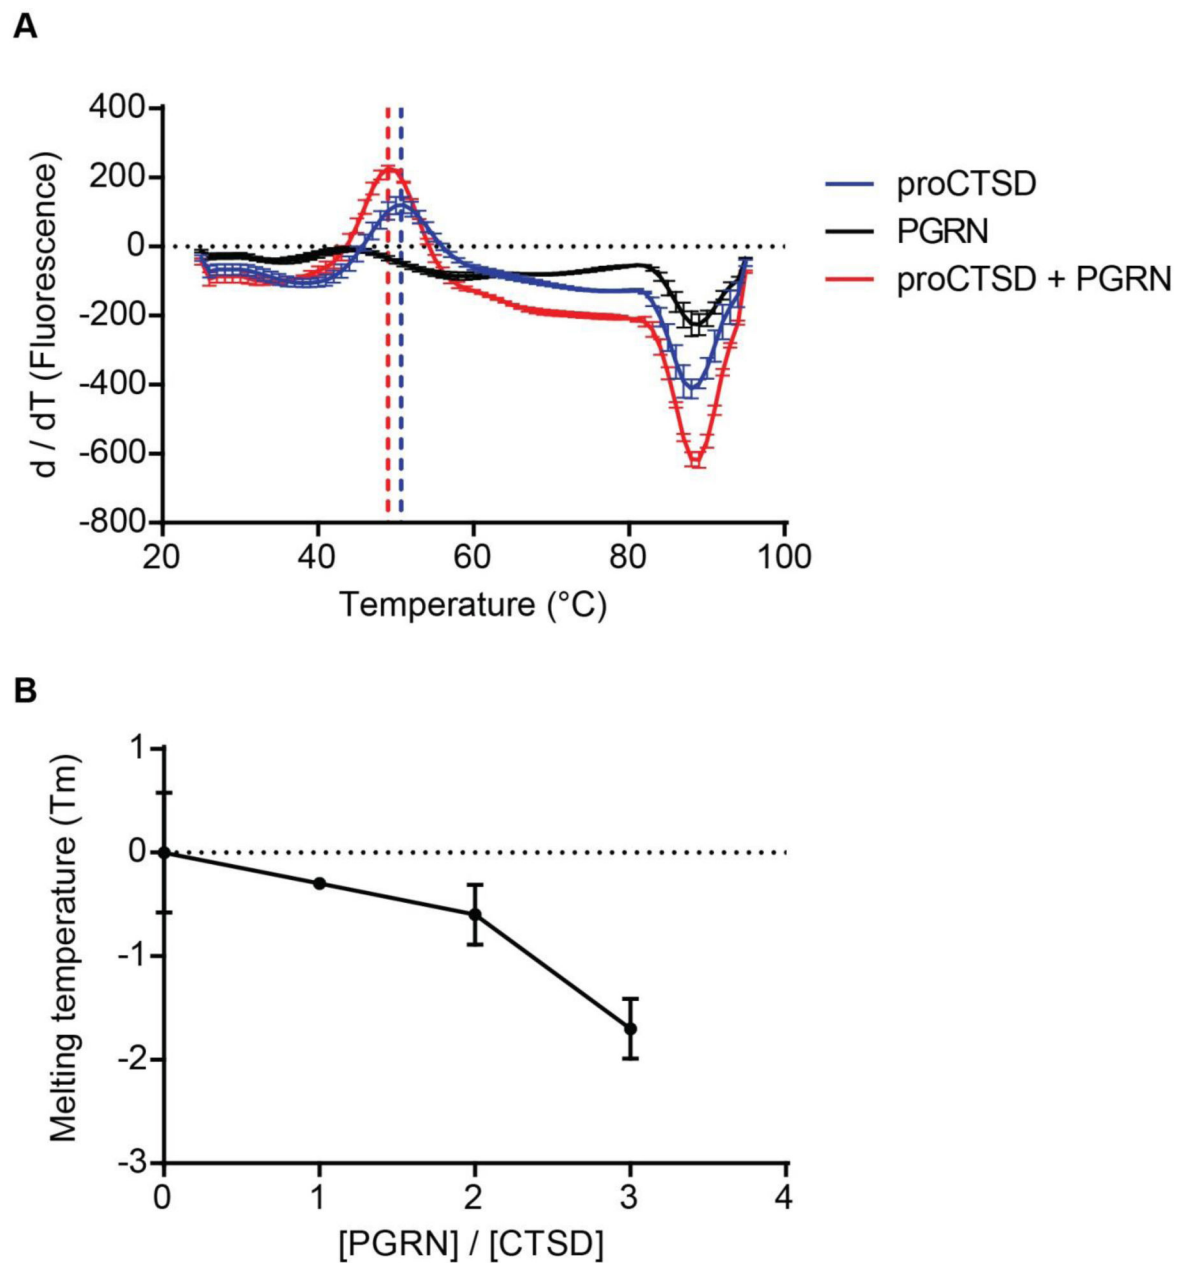 A
400
200
0
-200
-400
-600
-800
20 40 60 80 100
d / dT (Fluorescence)
Temperature (°C)
proCTSD
PGRN
proCTSD + PGRN
B
1
0
-1
-2
-3
0 1 2 3 4
Melting temperature (Tm)
[PGRN] / [CTSD]